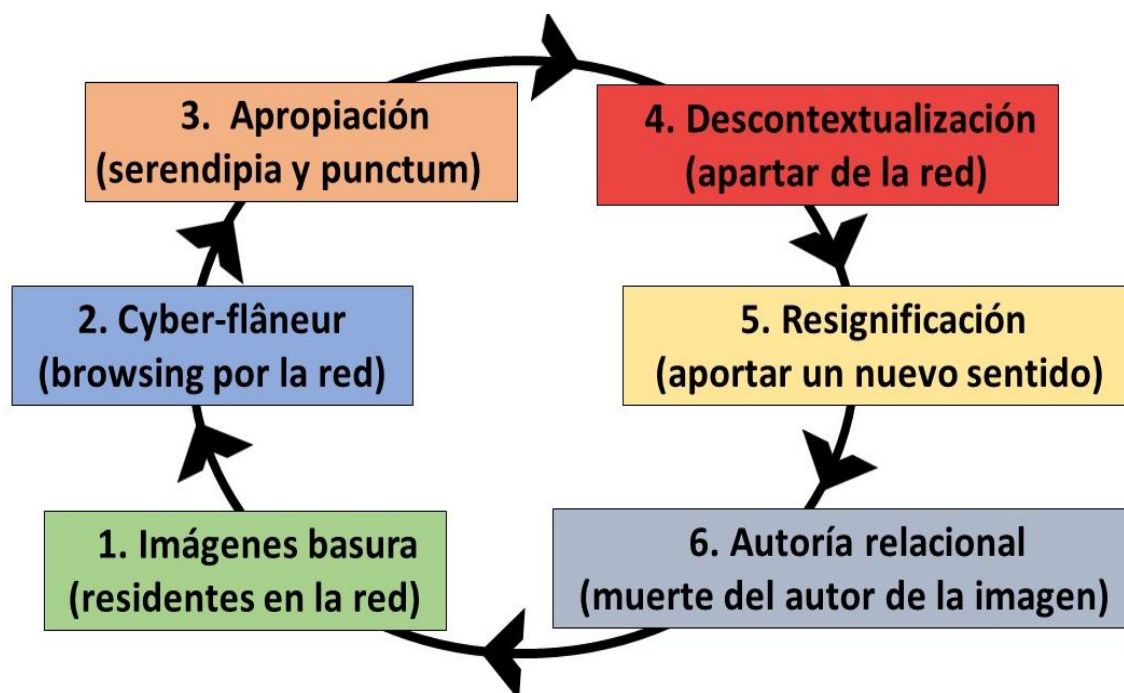 3. Apropiación
(serendipia y punctum)
4. Descontextualización
(apartar de la red)
2. Cyber-flâneur
(browsing por la red)
5. Resignificación
(aportar un nuevo sentido)
1. Imágenes basura
(residentes en la red)
6. Autoría relacional
(muerte del autor de la imagen)